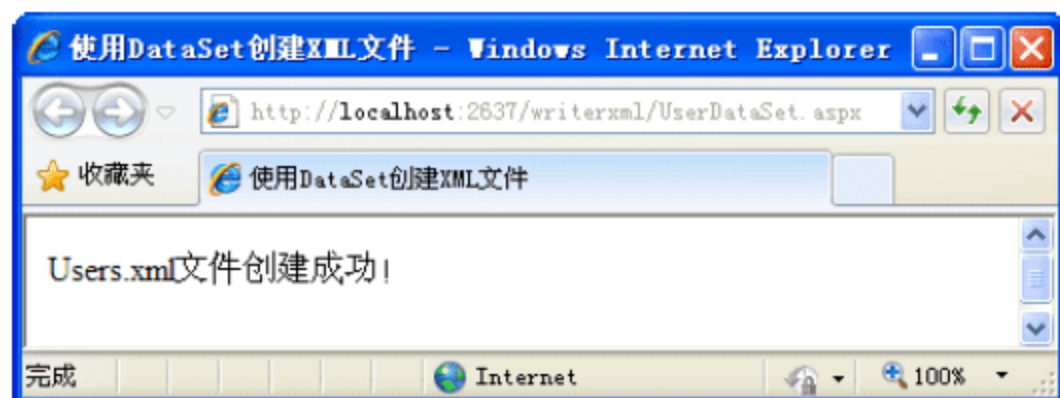 使用DataSet创建XML文件 - Windows Internet Explorer
http://localhost:2637/writerxml/UserDataSet.aspx
收藏夹 使用DataSet创建XML文件
Users.xml文件创建成功!
完成 Internet 100%